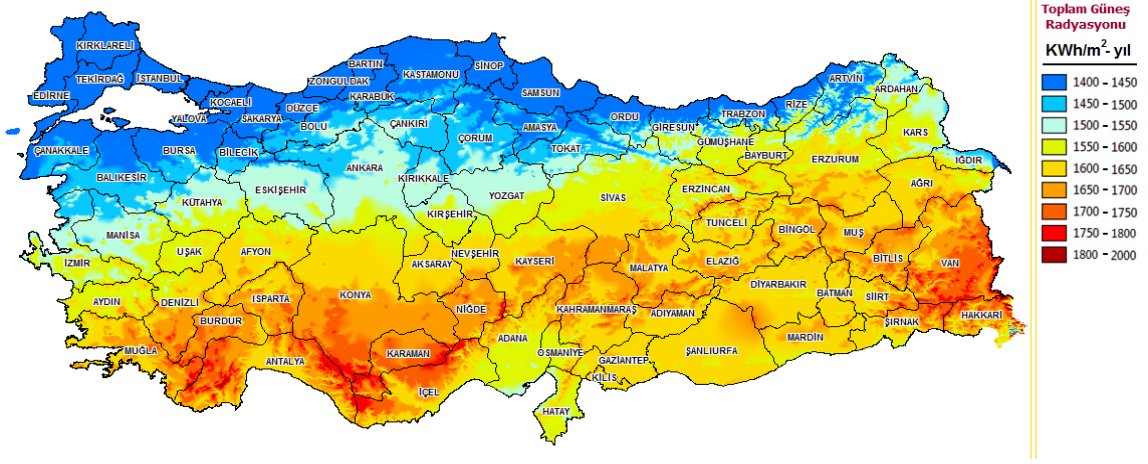 Toplam Güneş
Radyasyonu
KWh/m²- yıl
1400 - 1450
1450 - 1500
1500 - 1550
1550 - 1600
1600 - 1650
1650 - 1700
1700 - 1750
1750 - 1800
1800 - 2000
KIRKLARELİ
TEKİRDAĞ
İSTANBUL
EDİRNE
KOCAELİ
YALOVA
SAKARYA
DÜZCE
ZONGULDAK
BARTIN
KARABÜK
KASTAMONU
SİNOP
SAMSUN
ORDU
GİRESUN
TRABZON
RİZE
ARTVİN
ARDAHAN
KARS
IĞDIR
AĞRI
ERZURUM
BAYBURT
GÜMÜŞHANE
ERZİNCAN
TOKAT
AMASYA
ÇORUM
ÇANKIRI
BOLU
BİLECİK
BURSA
ÇANAKKALE
BALIKESİR
KÜTAHYA
ESKİŞEHİR
ANKARA
KIRIKKALE
YOZGAT
SİVAS
KIRŞEHİR
MANİSA
İZMİR
UŞAK
AFYON
AKSARAY
NEVŞEHİR
KAYSERİ
MALATYA
ELAZIĞ
TUNCELİ
BİNGÖL
MUŞ
BİTLİS
VAN
HAKKARİ
ŞIRNAK
SİİRT
BATMAN
DİYARBAKIR
MARDİN
ŞANLIURFA
ADIYAMAN
KAHRAMANMARAŞ
GAZİANTEP
KİLİS
OSMANİYE
HATAY
ADANA
NİĞDE
KONYA
KARAMAN
İÇEL
ANTALYA
ISPARTA
BURDUR
DENİZLİ
AYDIN
MUĞLA